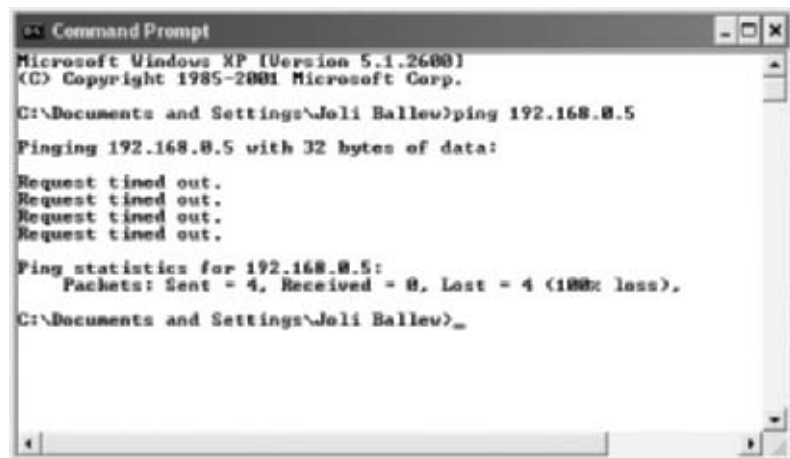 Command Prompt
Microsoft Windows XP [Version 5.1.2600]
(C) Copyright 1985-2001 Microsoft Corp.
C:\Documents and Settings\Joli Ballew>ping 192.168.0.5
Pinging 192.168.0.5 with 32 bytes of data:
Request timed out.
Request timed out.
Request timed out.
Request timed out.
Ping statistics for 192.168.0.5:
Packets: Sent = 4, Received = 0, Lost = 4 (100% loss),
C:\Documents and Settings\Joli Ballew>_